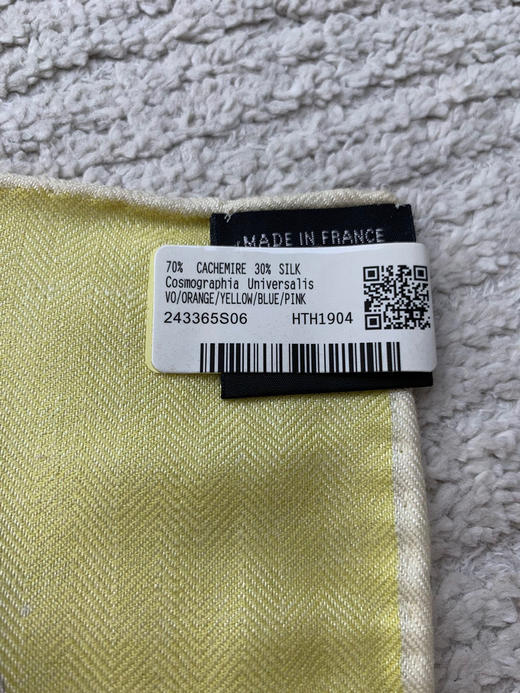 MADE IN FRANCE
70% CACHEMIRE 30% SILK
Cosmographia Universalis
VO/ORANGE/YELLOW/BLUE/PINK
243365S06 HTH1904